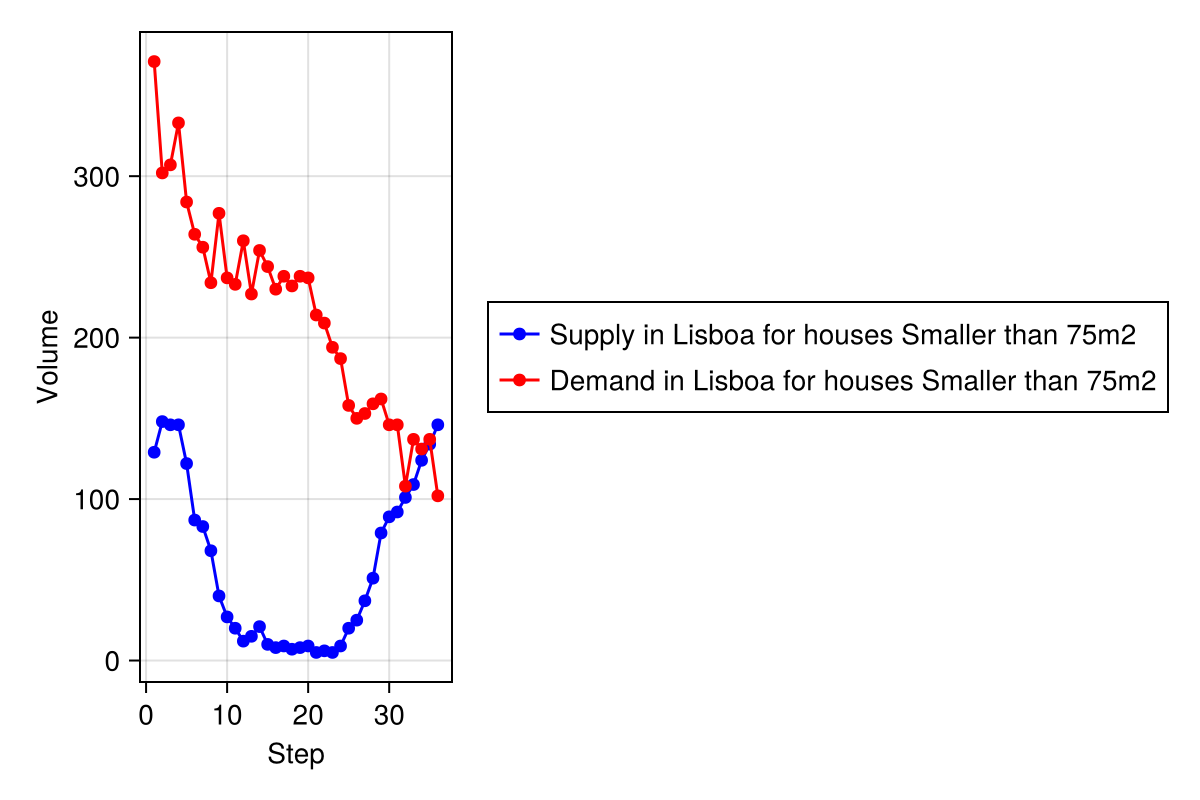 300
200
100
0
Volume
0 10 20 30
Step
Supply in Lisboa for houses Smaller than 75m2
Demand in Lisboa for houses Smaller than 75m2